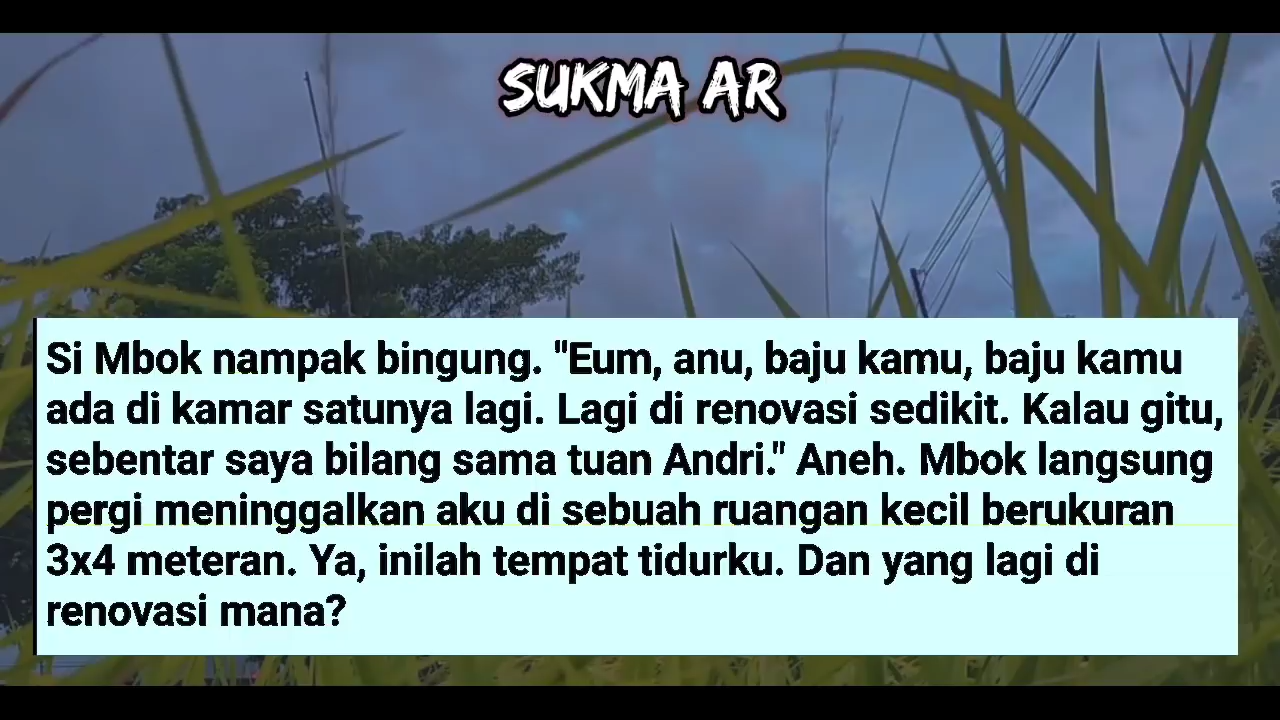 SUKMA AR
Si Mbok nampak bingung. "Eum, anu, baju kamu, baju kamu
ada di kamar satunya lagi. Lagi di renovasi sedikit. Kalau gitu,
sebentar saya bilang sama tuan Andri." Aneh. Mbok langsung
pergi meninggalkan aku di sebuah ruangan kecil berukuran
3x4 meteran. Ya, inilah tempat tidurku. Dan yang lagi di
renovasi mana?